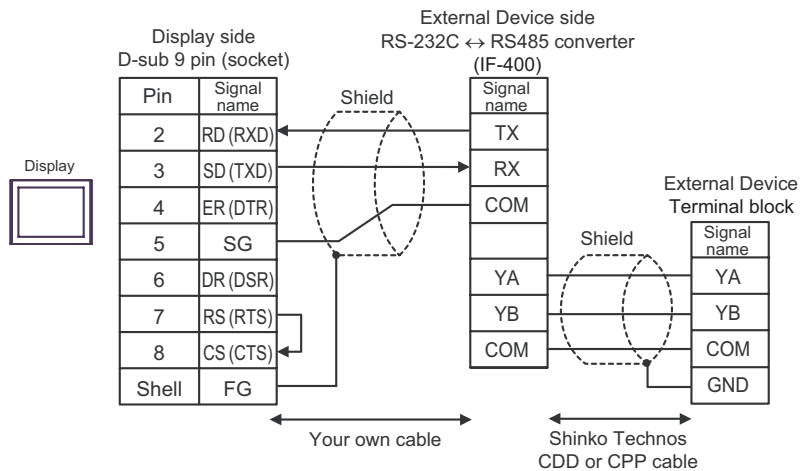 External Device side
RS-232C ↔ RS485 converter
(IF-400)
Display side
D-sub 9 pin (socket)
Pin Signal name
2 RD (RXD)
3 SD (TXD)
4 ER (DTR)
5 SG
6 DR (DSR)
7 RS (RTS)
8 CS (CTS)
Shell FG
Display
Shield
Signal name
TX
RX
COM
YA
YB
COM
Shield
External Device
Terminal block
Signal name
YA
YB
COM
GND
Your own cable
Shinko Technos
CDD or CPP cable